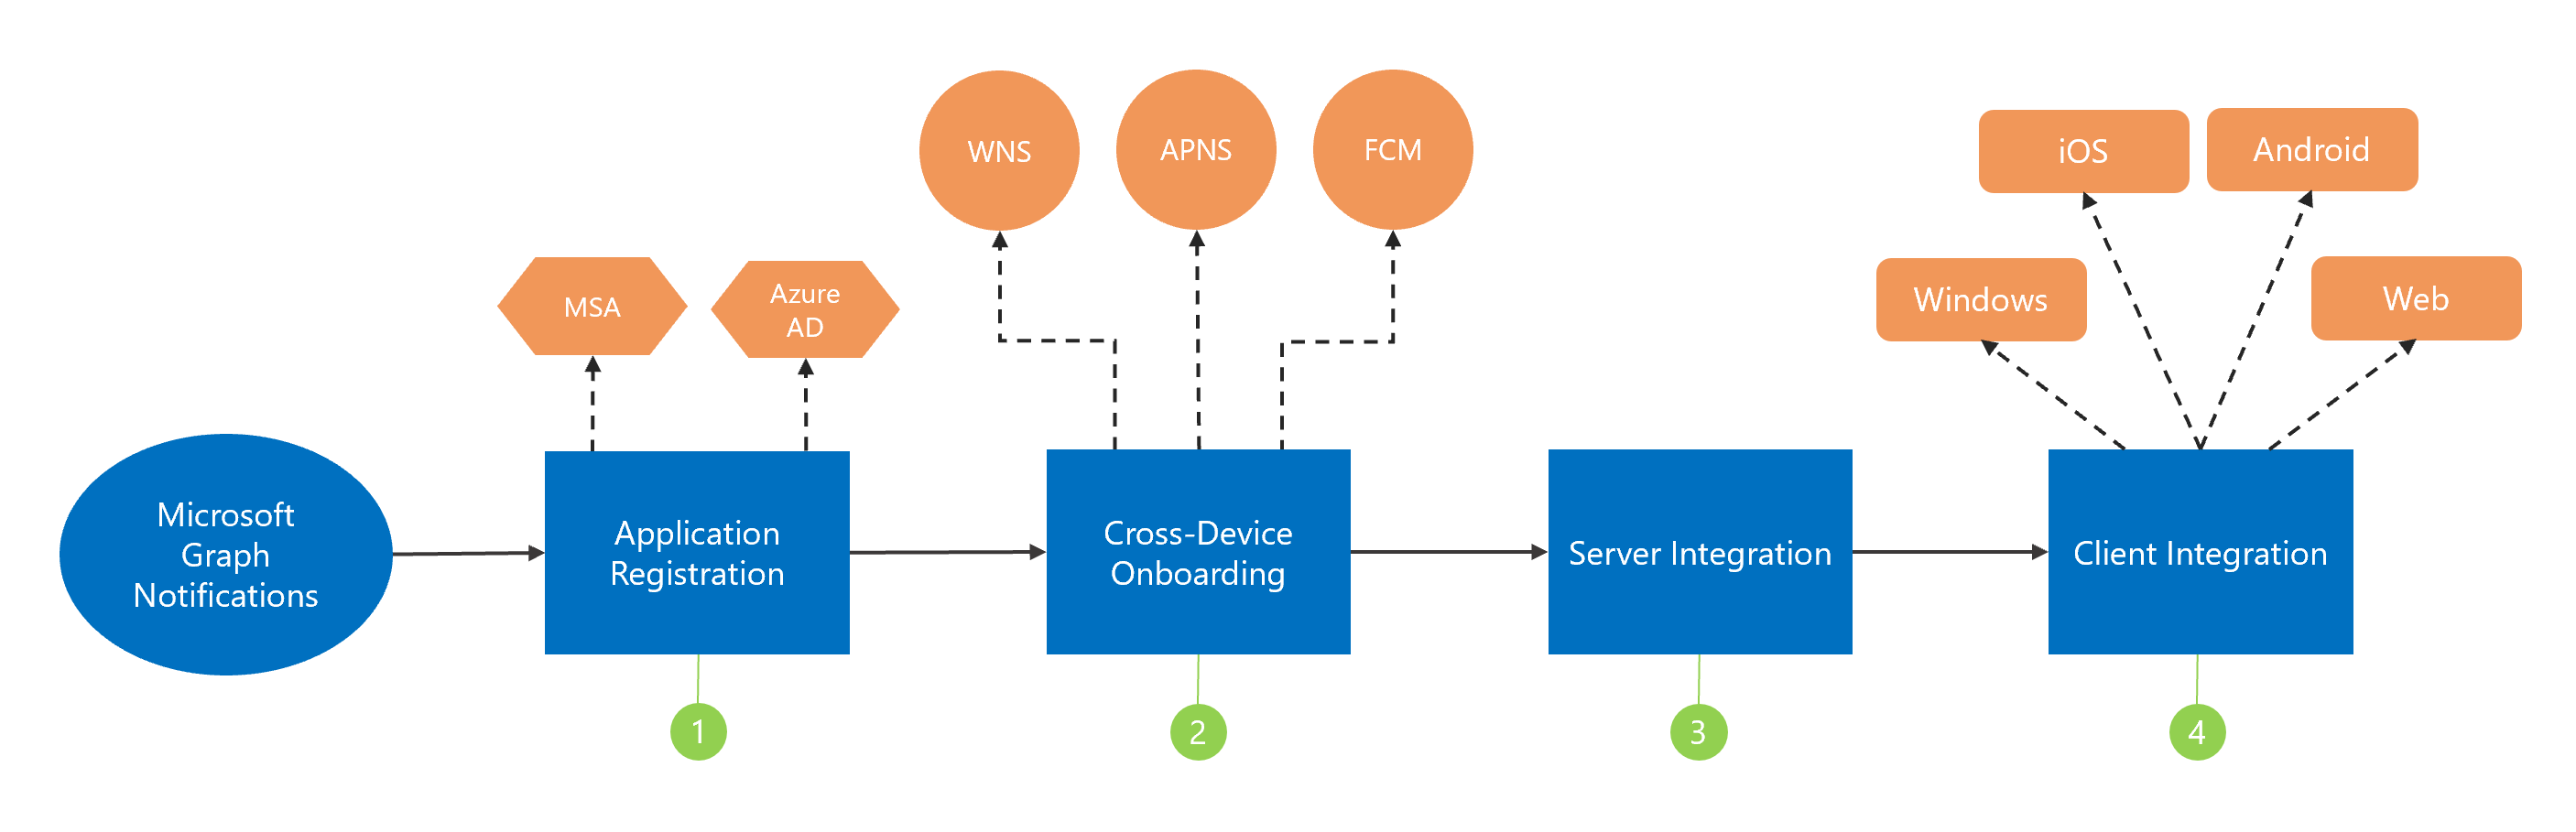 WNS
APNS
FCM
iOS
Android
MSA
Azure
AD
Windows
Web
Microsoft
Graph
Notifications
Application
Registration
Cross-Device
Onboarding
Server Integration
Client Integration
1
2
3
4